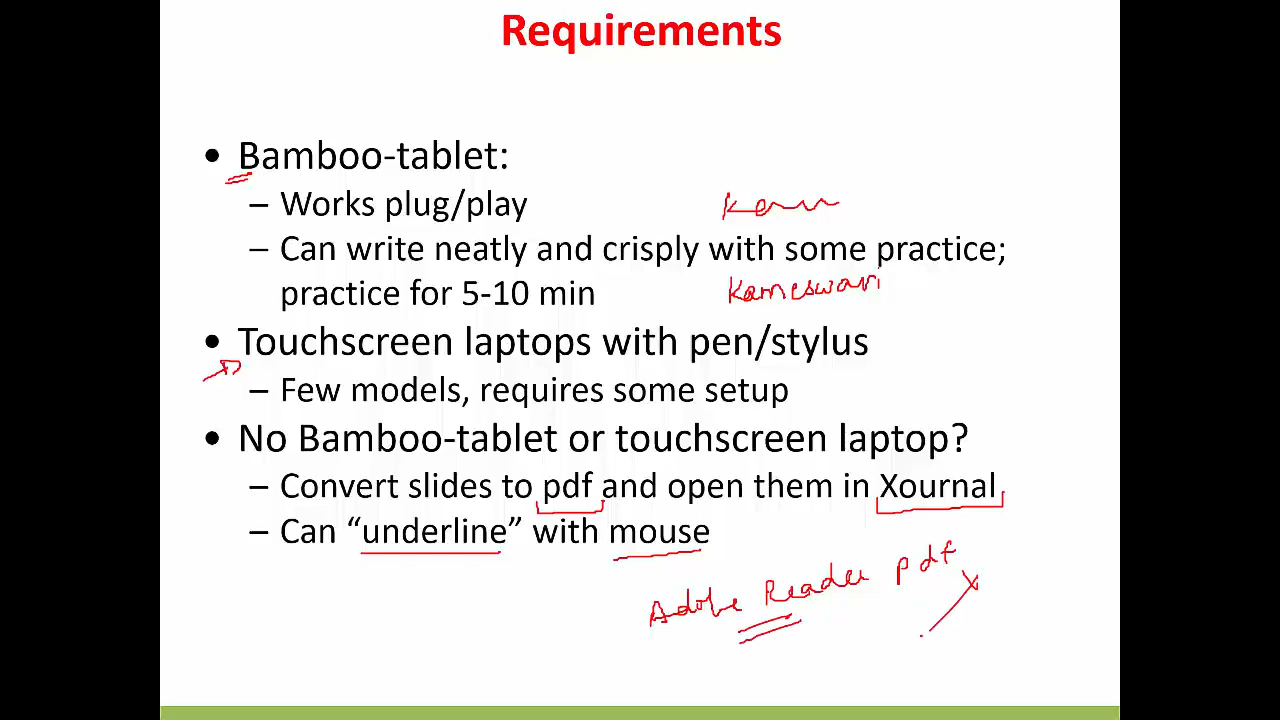 Requirements
• Bamboo-tablet:
– Works plug/play
– Can write neatly and crisply with some practice;
practice for 5-10 min
Kameswari
• Touchscreen laptops with pen/stylus
– Few models, requires some setup
• No Bamboo-tablet or touchscreen laptop?
– Convert slides to pdf and open them in Xournal
– Can “underline” with mouse
Adobe Reader pdf